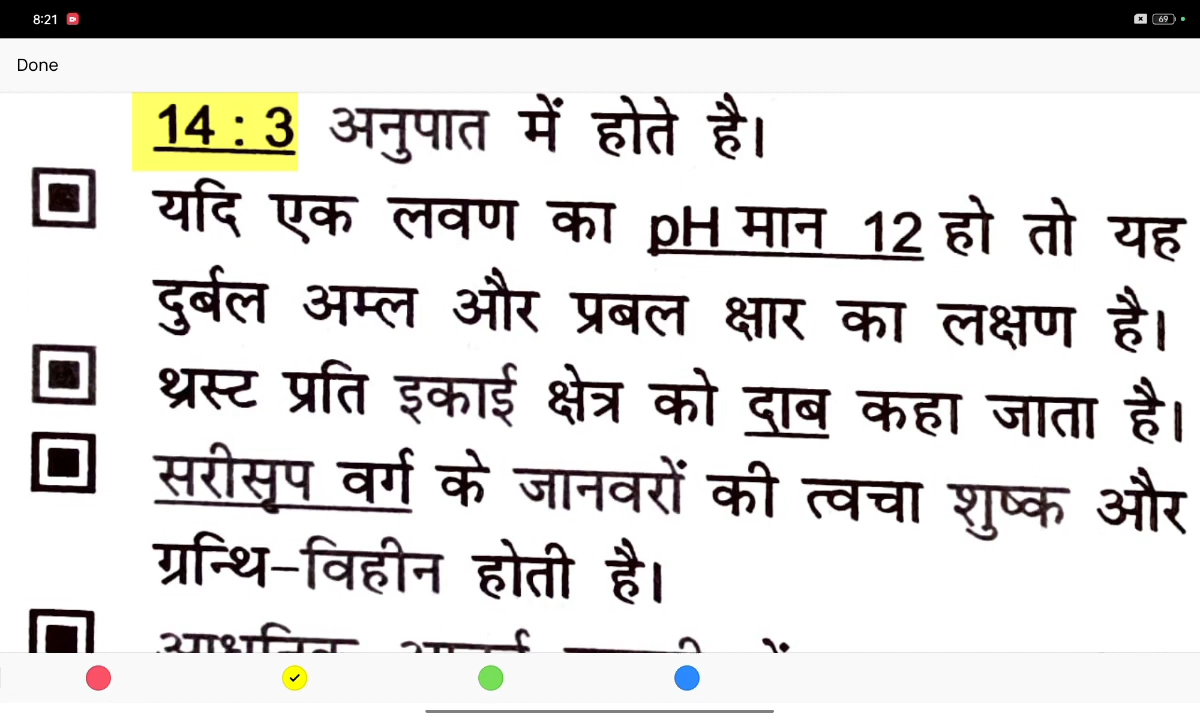 8:21
69
Done
14 : 3 अनुपात में होते है।
यदि एक लवण का pH मान 12 हो तो यह
दुर्बल अम्ल और प्रबल क्षार का लक्षण है।
थ्रस्ट प्रति इकाई क्षेत्र को दाब कहा जाता है।
सरीसृप वर्ग के जानवरों की त्वचा शुष्क और
ग्रन्थि–विहीन होती है।